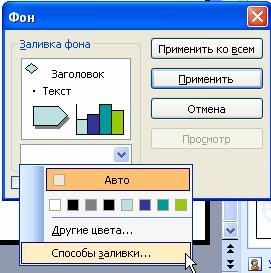 Фон
Заливка фона
Заголовок
• Текст
Применить ко всем
Применить
Отмена
Просмотр
Авто
Другие цвета...
Способы заливки...